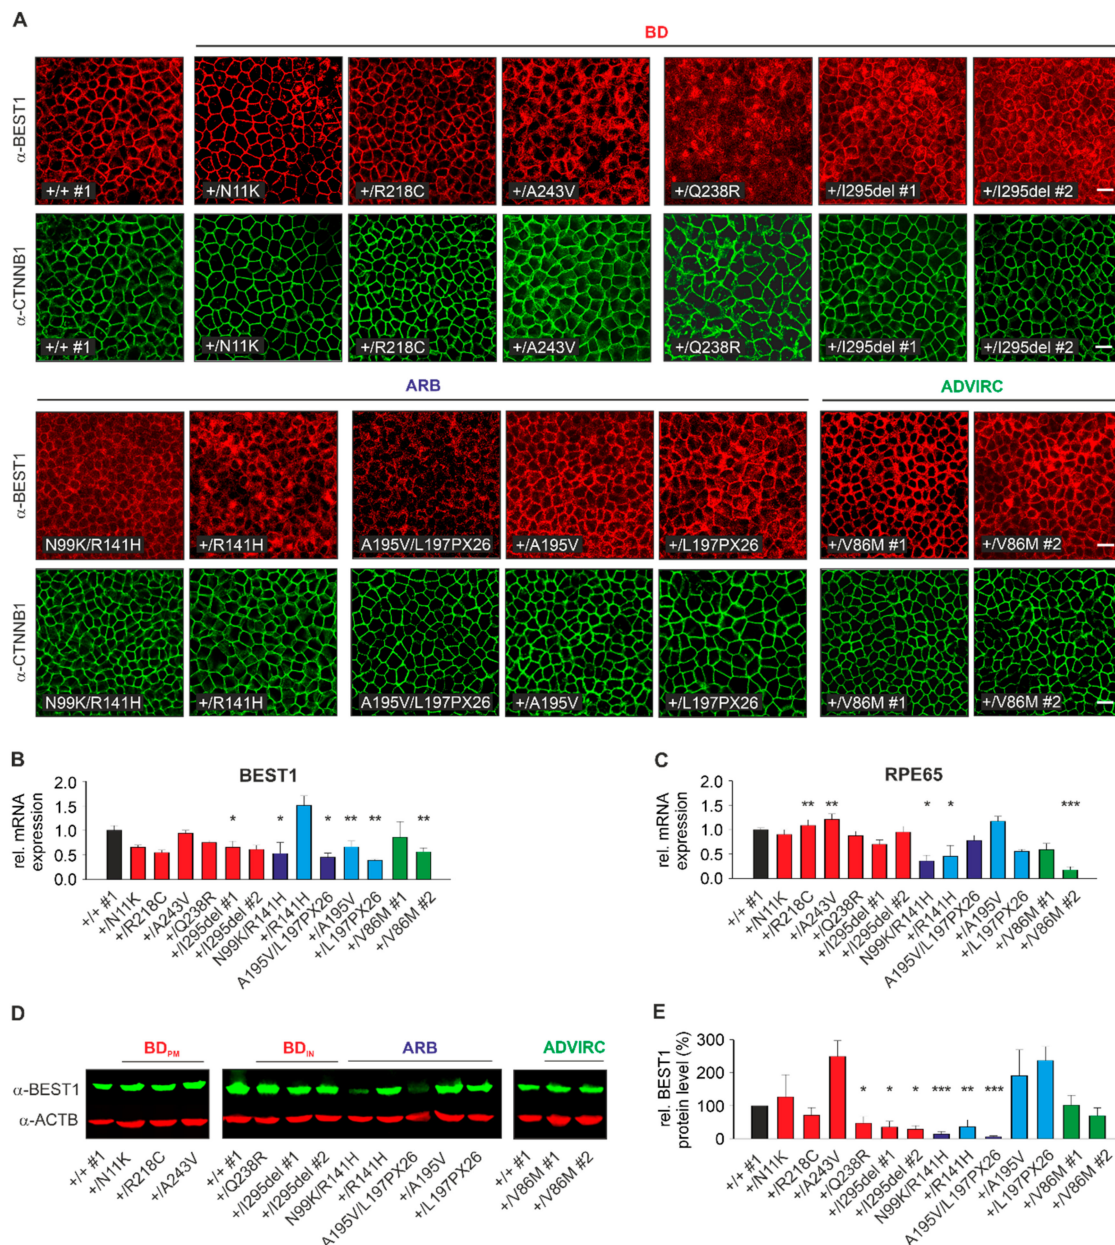 A
BD
α-BEST1
+/+ #1
+/N11K
+/R218C
+/A243V
+/Q238R
+/I295del #1
+/I295del #2
α-CTNNB1
+/+ #1
+/N11K
+/R218C
+/A243V
+/Q238R
+/I295del #1
+/I295del #2
ARB
ADVIRC
α-BEST1
N99K/R141H
+/R141H
A195V/L197PX26
+/A195V
+/L197PX26
+/V86M #1
+/V86M #2
α-CTNNB1
N99K/R141H
+/R141H
A195V/L197PX26
+/A195V
+/L197PX26
+/V86M #1
+/V86M #2
B
BEST1
rel. mRNA
expression
2.0
1.5
1.0
0.5
0.0
* * * ** ** **
+/+ #1
+/N11K
+/R218C
+/A243V
+/Q238R
+/I295del #1
+/I295del #2
N99K/R141H
+/R141H
A195V/L197PX26
+/A195V
+/L197PX26
+/V86M #1
+/V86M #2
C
RPE65
rel. mRNA
expression
2.0
1.5
1.0
0.5
0.0
** ** * * ***
+/+ #1
+/N11K
+/R218C
+/A243V
+/Q238R
+/I295del #1
+/I295del #2
N99K/R141H
+/R141H
A195V/L197PX26
+/A195V
+/L197PX26
+/V86M #1
+/V86M #2
D
BDPM
BDIN
ARB
ADVIRC
α-BEST1
α-ACTB
+/+ #1
+/N11K
+/R218C
+/A243V
+/+ #1
+/Q238R
+/I295del #1
+/I295del #2
N99K/R141H
+/R141H
A195V/L197PX26
+/A195V
+/L197PX26
+/+ #1
+/V86M #1
+/V86M #2
E
rel. BEST1
protein level (%)
300
200
100
0
* * * *** ** ***
+/+ #1
+/N11K
+/R218C
+/A243V
+/Q238R
+/I295del #1
+/I295del #2
N99K/R141H
+/R141H
A195V/L197PX26
+/A195V
+/L197PX26
+/V86M #1
+/V86M #2